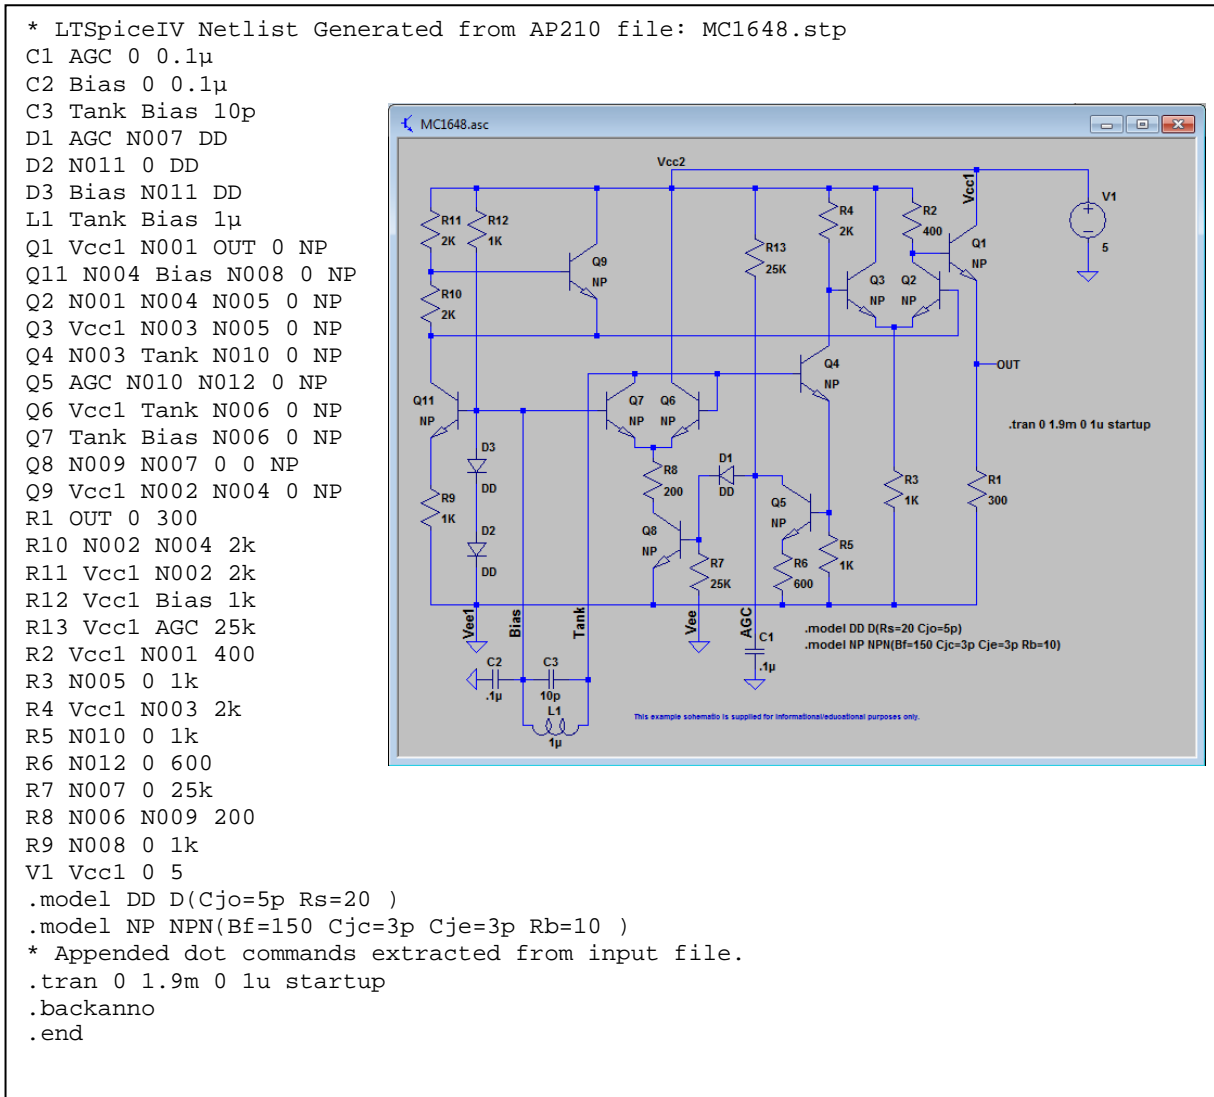 * LTSpiceIV Netlist Generated from AP210 file: MC1648.stp
C1 AGC 0 0.1µ
C2 Bias 0 0.1µ
C3 Tank Bias 10p
D1 AGC N007 DD
D2 N011 0 DD
D3 Bias N011 DD
L1 Tank Bias 1µ
Q1 Vcc1 N001 OUT 0 NP
Q11 N004 Bias N008 0 NP
Q2 N001 N004 N005 0 NP
Q3 Vcc1 N003 N005 0 NP
Q4 N003 Tank N010 0 NP
Q5 AGC N010 N012 0 NP
Q6 Vcc1 Tank N006 0 NP
Q7 Tank Bias N006 0 NP
Q8 N009 N007 0 0 NP
Q9 Vcc1 N002 N004 0 NP
R1 OUT 0 300
R10 N002 N004 2k
R11 Vcc1 N002 2k
R12 Vcc1 Bias 1k
R13 Vcc1 AGC 25k
R2 Vcc1 N001 400
R3 N005 0 1k
R4 Vcc1 N003 2k
R5 N010 0 1k
R6 N012 0 600
R7 N007 0 25k
R8 N006 N009 200
R9 N008 0 1k
V1 Vcc1 0 5
.model DD D(Cjo=5p Rs=20 )
.model NP NPN(Bf=150 Cjc=3p Cje=3p Rb=10 )
* Appended dot commands extracted from input file.
.tran 0 1.9m 0 1u startup
.backanno
.end
MC1648.asc
Vcc2
Vcc1
V1
5
R11
2K
R12
1K
Q9
NP
R13
25K
R4
2K
R2
400
Q1
NP
Q3
NP
Q2
NP
R10
2K
Q4
NP
OUT
Q11
NP
Q7
NP
Q6
NP
.tran 0 1.9m 0 1u startup
D3
DD
R8
200
D1
DD
R9
1K
Q5
NP
R3
1K
R1
300
D2
DD
Q8
NP
R7
25K
R6
600
R5
1K
Vee1
Bias
Tank
Vee
AGC
C1
.1µ
.model DD D(Rs=20 Cjo=5p)
.model NP NPN(Bf=150 Cjc=3p Cje=3p Rb=10)
C2
.1µ
C3
10p
L1
1µ
This example schematic is supplied for informational/educational purposes only.